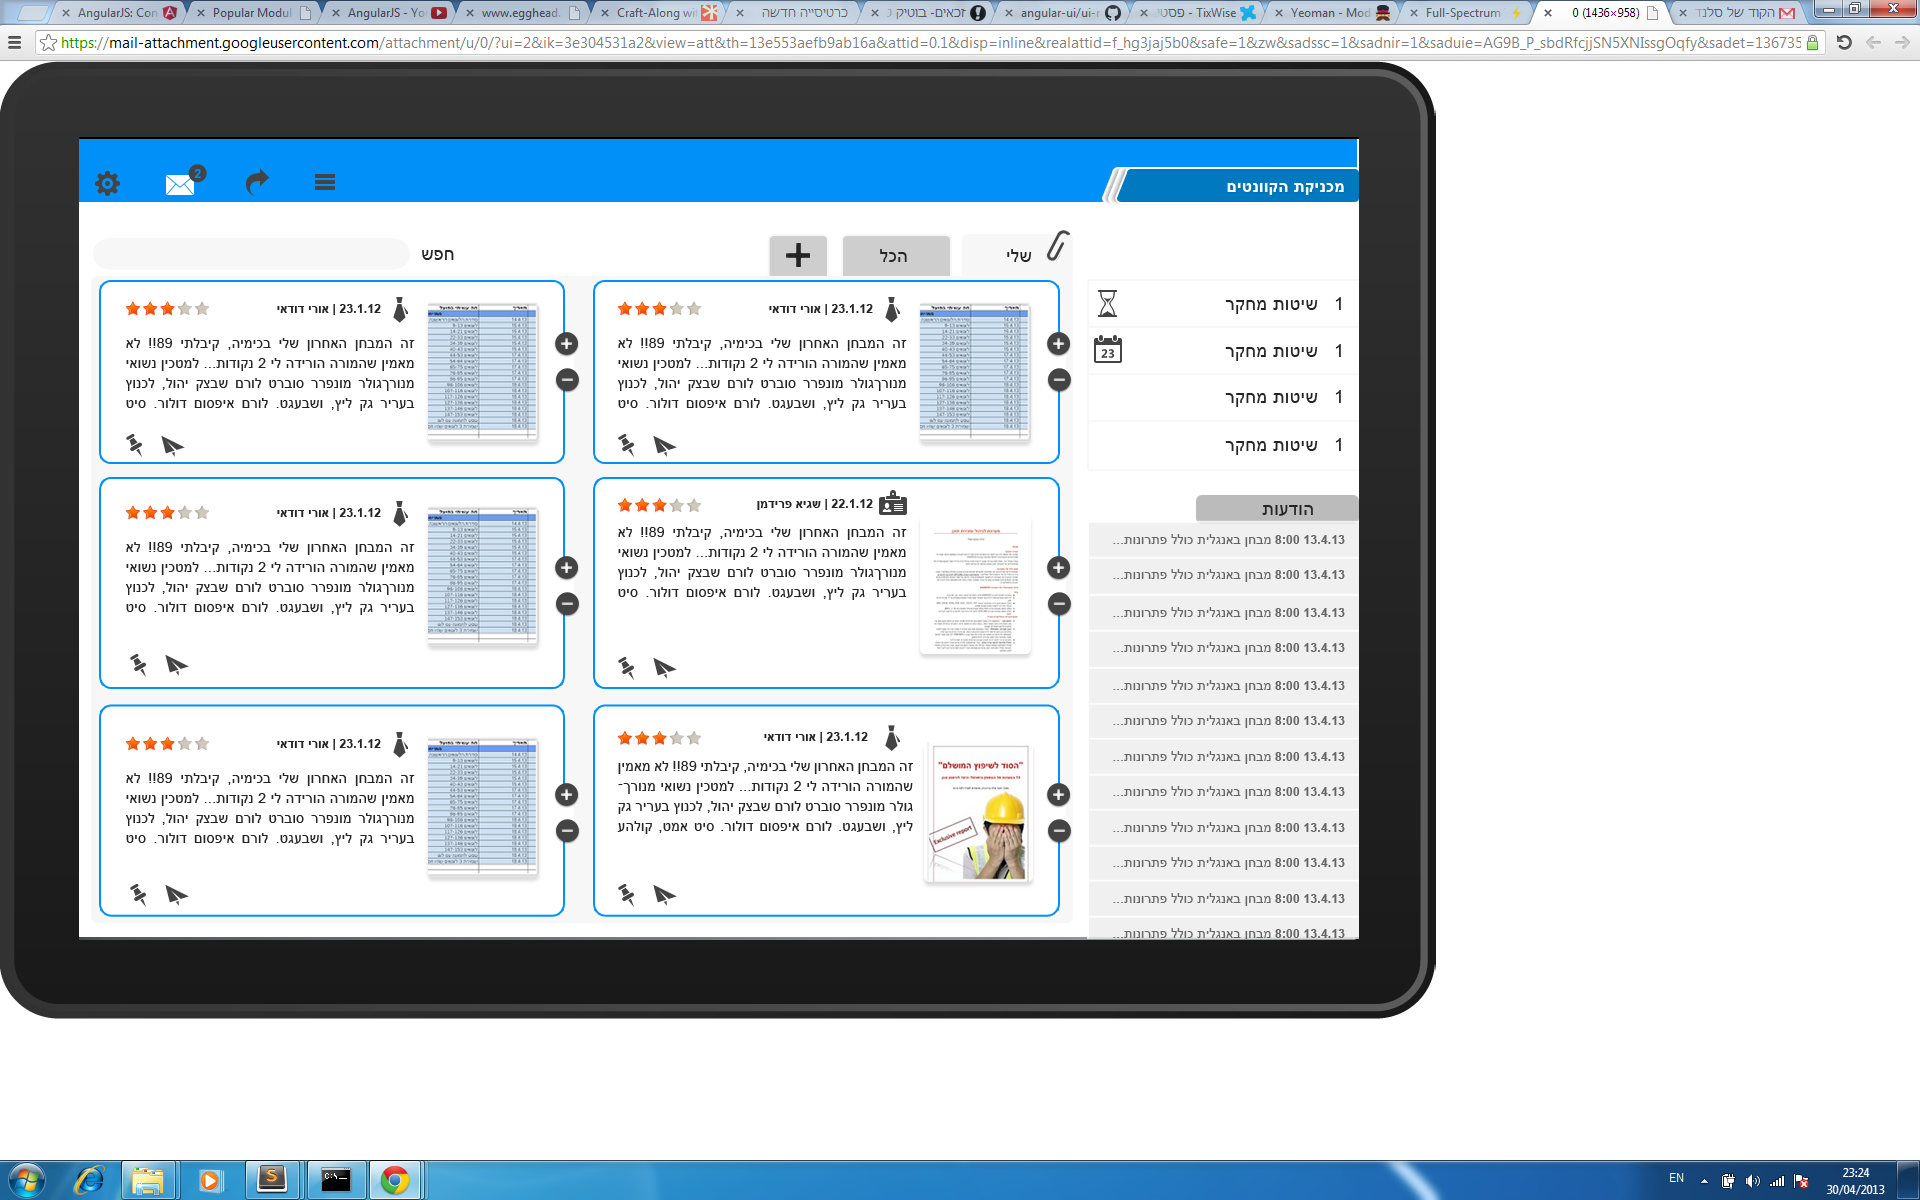 AngularJS: Con
Popular Modul
AngularJS - Yo
www.egghead.
Craft-Along wi
כרטיסייה חדשה
זכאים- בוטיק כ
angular-ui/ui-r
פסטי - TixWise
Yeoman - Mod
Full-Spectrum
0 (1436×958)
הקוד של סלנד
https://mail-attachment.googleusercontent.com/attachment/u/0/?ui=2&ik=3e304531a2&view=att&th=13e553aefb9ab16a&attid=0.1&disp=inline&realattid=f_hg3jaj5b0&safe=1&zw&sadssc=1&sadnir=1&saduie=AG9B_P_sbdRfcjjSN5XNIssgOqfy&sadet=136735
מכניקת הקוונטים
2
שלי
הכל
חפש
1 שיטות מחקר
1 שיטות מחקר
23
1 שיטות מחקר
1 שיטות מחקר
הודעות
13.4.13 8:00 מבחן באנגלית כולל פתרונות...
13.4.13 8:00 מבחן באנגלית כולל פתרונות...
13.4.13 8:00 מבחן באנגלית כולל פתרונות...
13.4.13 8:00 מבחן באנגלית כולל פתרונות...
13.4.13 8:00 מבחן באנגלית כולל פתרונות...
13.4.13 8:00 מבחן באנגלית כולל פתרונות...
13.4.13 8:00 מבחן באנגלית כולל פתרונות...
13.4.13 8:00 מבחן באנגלית כולל פתרונות...
13.4.13 8:00 מבחן באנגלית כולל פתרונות...
13.4.13 8:00 מבחן באנגלית כולל פתרונות...
13.4.13 8:00 מבחן באנגלית כולל פתרונות...
13.4.13 8:00 מבחן באנגלית כולל פתרונות...
23.1.12 | אורי דודאי
זה המבחן האחרון שלי בכימיה, קיבלתי 89!! לא
מאמין שהמורה הורידה לי 2 נקודות... למטכין נשואי
מנורךגולר מונפרר סוברט לורם שבצק יהול, לכנוץ
בעריר גק ליץ, ושבעגט. לורם איפסום דולור. סיט
23.1.12 | אורי דודאי
זה המבחן האחרון שלי בכימיה, קיבלתי 89!! לא
מאמין שהמורה הורידה לי 2 נקודות... למטכין נשואי
מנורךגולר מונפרר סוברט לורם שבצק יהול, לכנוץ
בעריר גק ליץ, ושבעגט. לורם איפסום דולור. סיט
22.1.12 | שגיא פרידמן
זה המבחן האחרון שלי בכימיה, קיבלתי 89!! לא
מאמין שהמורה הורידה לי 2 נקודות... למטכין נשואי
מנורךגולר מונפרר סוברט לורם שבצק יהול, לכנוץ
בעריר גק ליץ, ושבעגט. לורם איפסום דולור. סיט
23.1.12 | אורי דודאי
זה המבחן האחרון שלי בכימיה, קיבלתי 89!! לא
מאמין שהמורה הורידה לי 2 נקודות... למטכין נשואי
מנורךגולר מונפרר סוברט לורם שבצק יהול, לכנוץ
בעריר גק ליץ, ושבעגט. לורם איפסום דולור. סיט
23.1.12 | אורי דודאי
זה המבחן האחרון שלי בכימיה, קיבלתי 89!! לא מאמין
שהמורה הורידה לי 2 נקודות... למטכין נשואי מנורך-
גולר מונפרר סוברט לורם שבצק יהול, לכנוץ בעריר גק
ליץ, ושבעגט. לורם איפסום דולור. סיט אמט, קולהע
"הסוד לשיפוץ המושלם"
Exclusive report
23.1.12 | אורי דודאי
זה המבחן האחרון שלי בכימיה, קיבלתי 89!! לא
מאמין שהמורה הורידה לי 2 נקודות... למטכין נשואי
מנורךגולר מונפרר סוברט לורם שבצק יהול, לכנוץ
בעריר גק ליץ, ושבעגט. לורם איפסום דולור. סיט
EN
23:24
30/04/2013